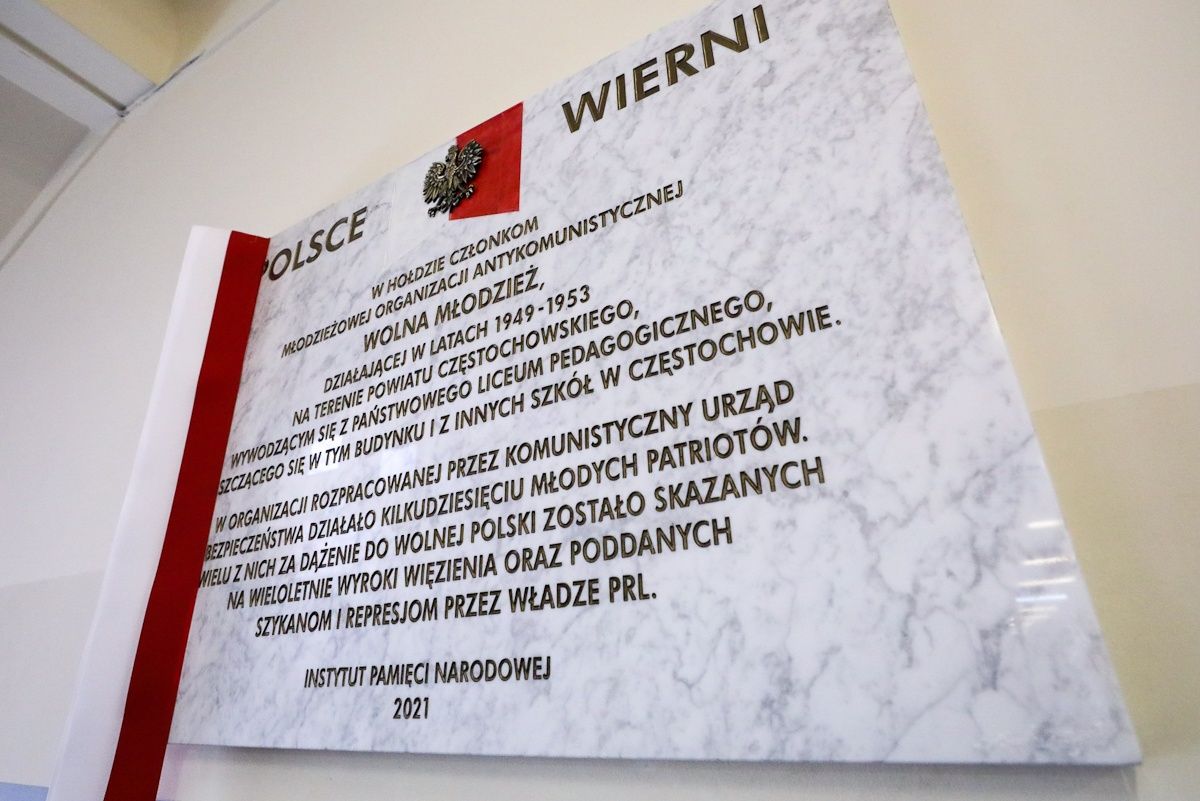 POLSCE WIERNI
W HOŁDZIE CZŁONKOM
MŁODZIEŻOWEJ ORGANIZACJI ANTYKOMUNISTYCZNEJ
WOLNA MŁODZIEŻ,
DZIAŁAJĄCEJ W LATACH 1949-1953
NA TERENIE POWIATU CZĘSTOCHOWSKIEGO,
WYWODZĄCYM SIĘ Z PAŃSTWOWEGO LICEUM PEDAGOGICZNEGO,
SZCZĄCEGO SIĘ W TYM BUDYNKU I Z INNYCH SZKÓŁ W CZĘSTOCHOWIE.
W ORGANIZACJI ROZPRACOWANEJ PRZEZ KOMUNISTYCZNY URZĄD
BEZPIECZEŃSTWA DZIAŁAŁO KILKUDZIESIĘCIU MŁODYCH PATRIOTÓW.
WIELU Z NICH ZA DĄŻENIE DO WOLNEJ POLSKI ZOSTAŁO SKAZANYCH
NA WIELOLETNIE WYROKI WIĘZIENIA ORAZ PODDANYCH
SZYKANOM I REPRESJOM PRZEZ WŁADZE PRL.
INSTYTUT PAMIĘCI NARODOWEJ
2021